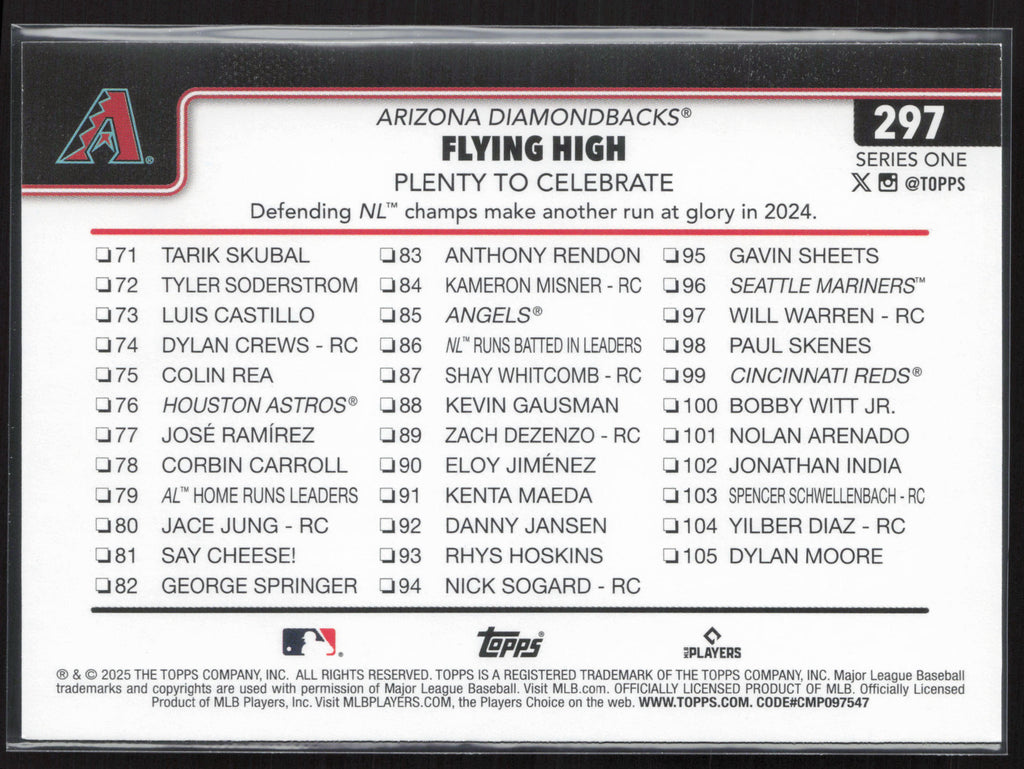 ARIZONA DIAMONDBACKS®
FLYING HIGH
PLENTY TO CELEBRATE
Defending NL™ champs make another run at glory in 2024.
297
SERIES ONE
@TOPPS
71 TARIK SKUBAL
72 TYLER SODERSTROM
73 LUIS CASTILLO
74 DYLAN CREWS - RC
75 COLIN REA
76 HOUSTON ASTROS®
77 JOSÉ RAMÍREZ
78 CORBIN CARROLL
79 AL™ HOME RUNS LEADERS
80 JACE JUNG - RC
81 SAY CHEESE!
82 GEORGE SPRINGER
83 ANTHONY RENDON
84 KAMERON MISNER - RC
85 ANGELS®
86 NL™ RUNS BATTED IN LEADERS
87 SHAY WHITCOMB - RC
88 KEVIN GAUSMAN
89 ZACH DEZENZO - RC
90 ELOY JIMÉNEZ
91 KENTA MAEDA
92 DANNY JANSEN
93 RHYS HOSKINS
94 NICK SOGARD - RC
95 GAVIN SHEETS
96 SEATTLE MARINERS™
97 WILL WARREN - RC
98 PAUL SKENES
99 CINCINNATI REDS®
100 BOBBY WITT JR.
101 NOLAN ARENADO
102 JONATHAN INDIA
103 SPENCER SCHWELLENBACH - RC
104 YILBER DIAZ - RC
105 DYLAN MOORE
Topps®
MLB PLAYERS
® & © 2025 THE TOPPS COMPANY, INC. ALL RIGHTS RESERVED. TOPPS IS A REGISTERED TRADEMARK OF THE TOPPS COMPANY, INC. Major League Baseball
trademarks and copyrights are used with permission of Major League Baseball. Visit MLB.com. OFFICIALLY LICENSED PRODUCT OF MLB. Officially Licensed
Product of MLB Players, Inc. Visit MLBPLAYERS.COM, the Players Choice on the web. WWW.TOPPS.COM. CODE#CMP097547